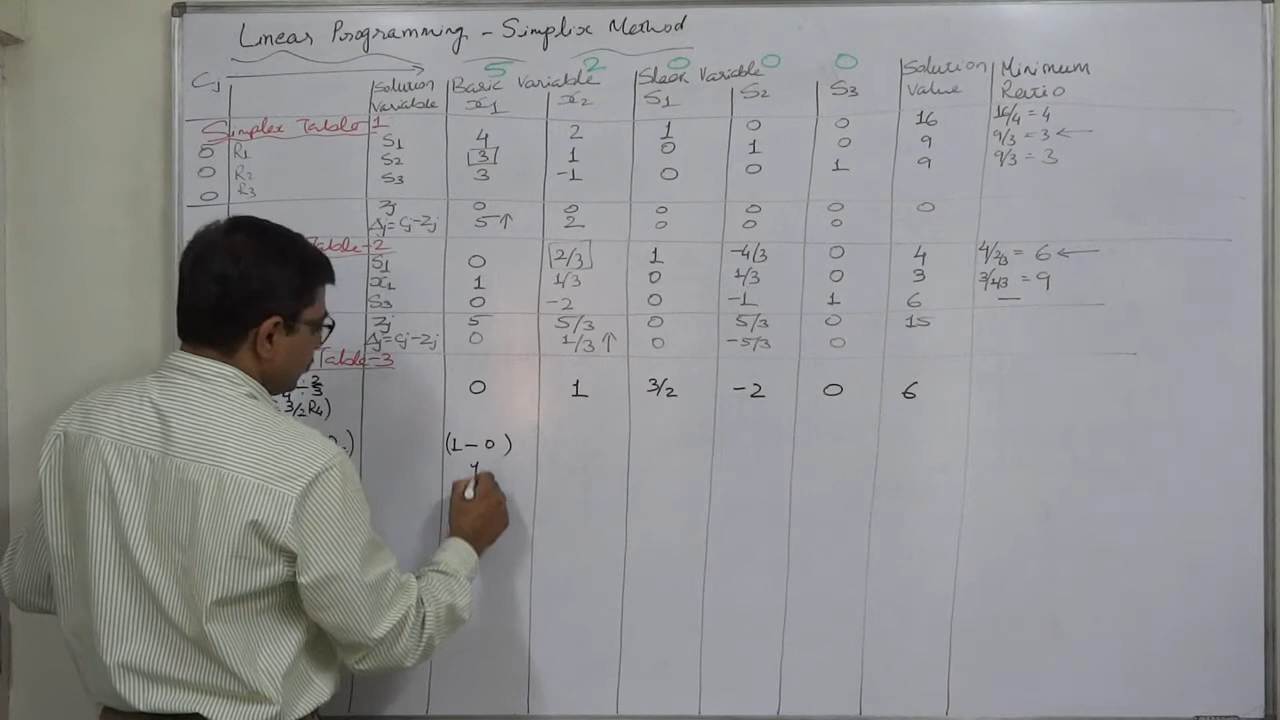 Linear Programming - Simplix Method
5 2 0 0 0
Cj Solution Variable Basic Variable Slack Variable Solution Value Minimum Ratio
x1 x2 S1 S2 S3
Simplex Table 1
0 R1 S1 4 2 1 0 0 16 16/4 = 4
0 R2 S2 3 1 0 1 0 9 9/3 = 3 ←
0 R3 S3 3 -1 0 0 1 9 9/3 = 3
Zj 0 0 0 0 0 0
Δj = Cj-Zj 5↑ 2 0 0 0
Table-2
S1 0 2/3 1 -4/3 0 4 4/2/3 = 6 ←
x1 1 1/3 0 1/3 0 3 3/1/3 = 9
S3 0 -2 0 -1 1 6 —
Zj 5 5/3 0 5/3 0 15
Δj=Cj-Zj 0 1/3↑ 0 -5/3 0
Table-3
÷ 2/3 0 1 3/2 -2 0 6
= 3/2 R4)
(1-0)